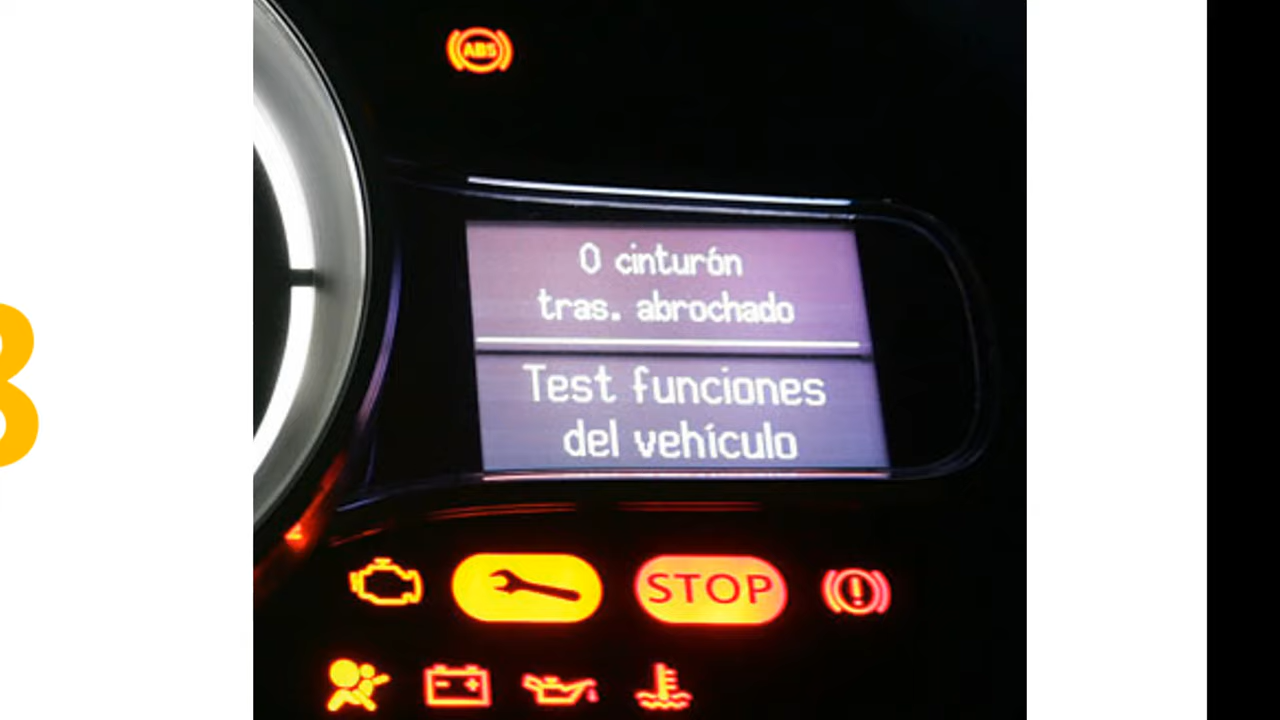 ABS
0 cinturón
tras. abrochado
Test funciones
del vehículo
STOP